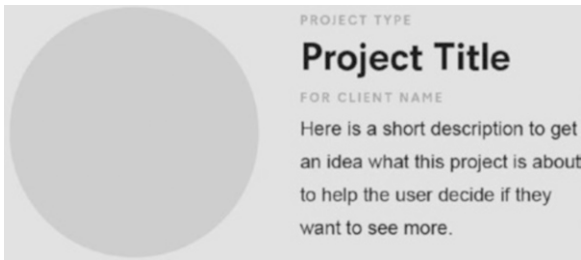 PROJECT TYPE
Project Title
FOR CLIENT NAME
Here is a short description to get
an idea what this project is about
to help the user decide if they
want to see more.